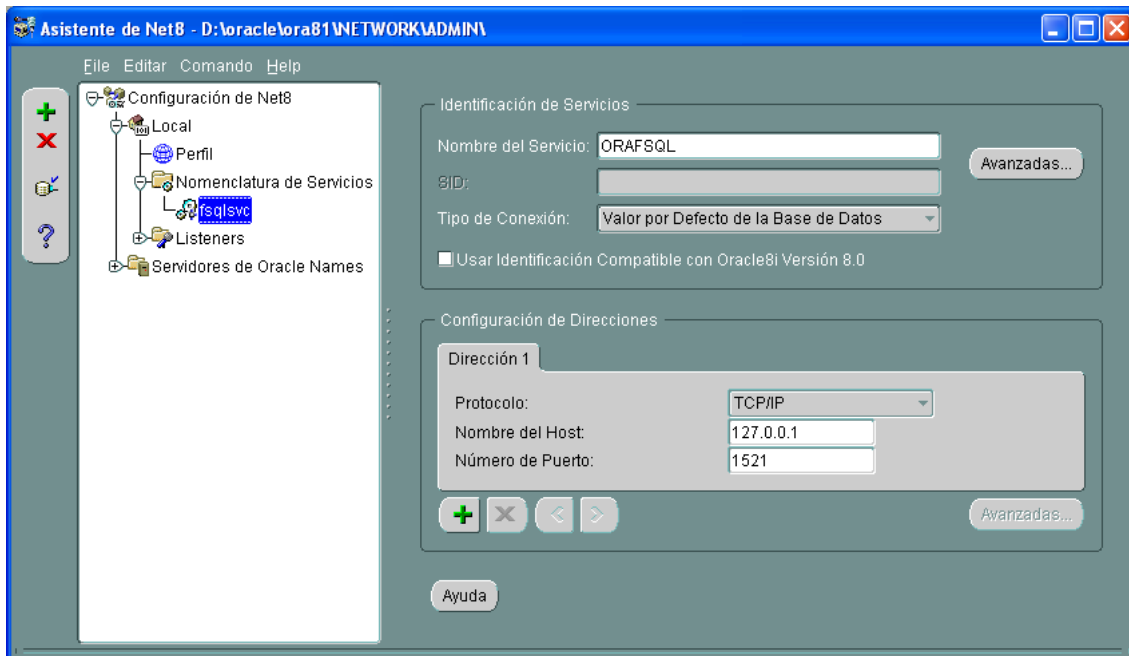 Asistente de Net8 - D:\oracle\ora81\NETWORK\ADMIN\
File Editar Comando Help
Configuración de Net8
Local
Perfil
Nomenclatura de Servicios
fsqlsvc
Listeners
Servidores de Oracle Names
Identificación de Servicios
Nombre del Servicio: ORAFSQL
Avanzadas...
SID:
Tipo de Conexión: Valor por Defecto de la Base de Datos
Usar Identificación Compatible con Oracle8i Versión 8.0
Configuración de Direcciones
Dirección 1
Protocolo: TCP/IP
Nombre del Host: 127.0.0.1
Número de Puerto: 1521
Avanzadas...
Ayuda